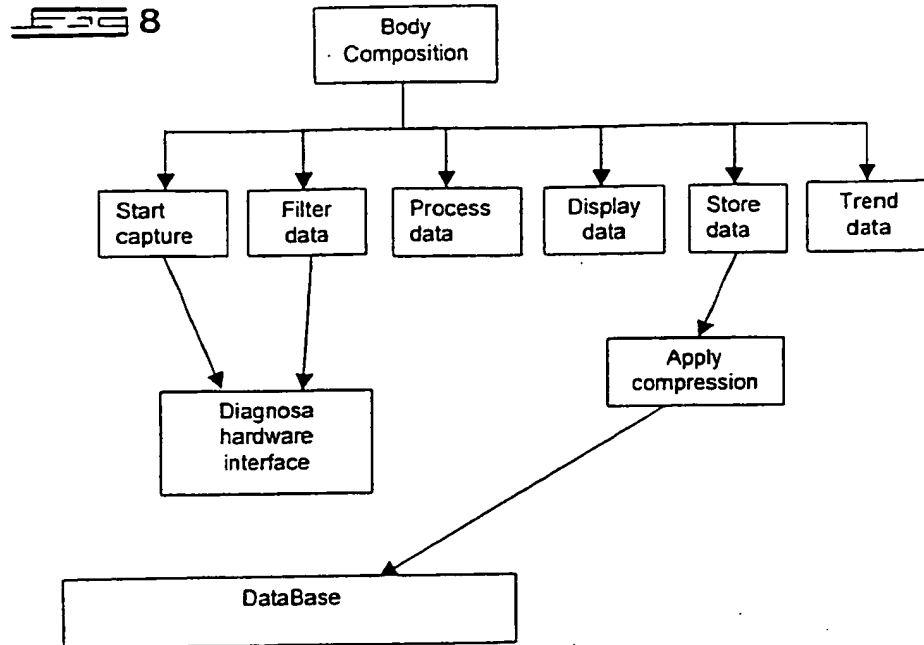 8
Body
Composition
Start
capture
Filter
data
Process
data
Display
data
Store
data
Trend
data
Apply
compression
Diagnosa
hardware
interface
DataBase